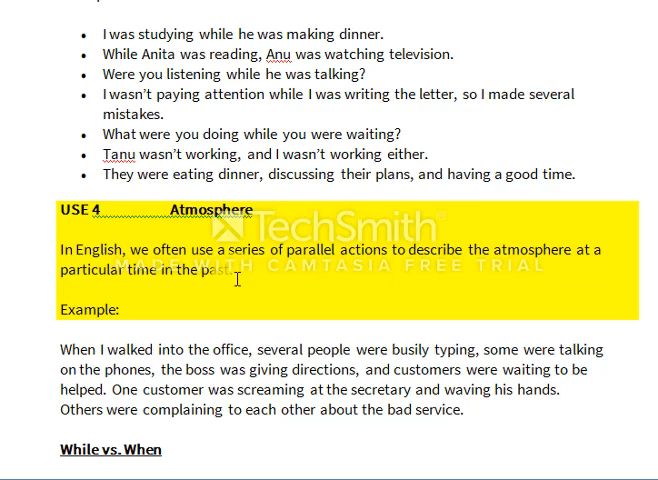 I was studying while he was making dinner.
While Anita was reading, Anu was watching television.
Were you listening while he was talking?
I wasn't paying attention while I was writing the letter, so I made several
mistakes.
What were you doing while you were waiting?
Tanu wasn't working, and I wasn't working either.
They were eating dinner, discussing their plans, and having a good time.
USE 4 Atmosphere
TechSmith®
In English, we often use a series of parallel actions to describe the atmosphere at a
particular time in the past.
MADE WITH CAMTASIA FREE TRIAL
Example:
When I walked into the office, several people were busily typing, some were talking
on the phones, the boss was giving directions, and customers were waiting to be
helped. One customer was screaming at the secretary and waving his hands.
Others were complaining to each other about the bad service.
While vs. When